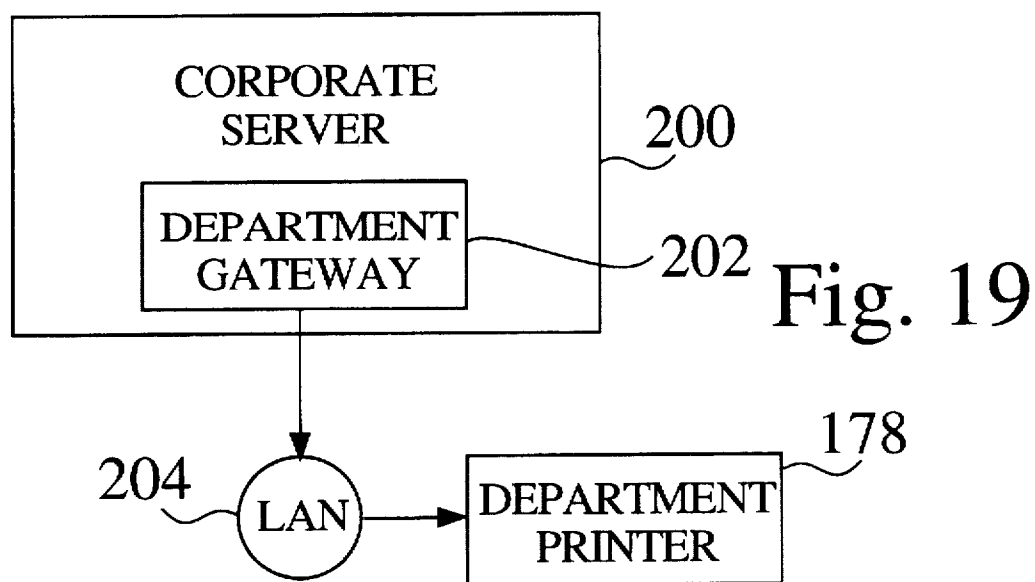 CORPORATE
SERVER
200
DEPARTMENT
GATEWAY
202
Fig. 19
204
LAN
178
DEPARTMENT
PRINTER